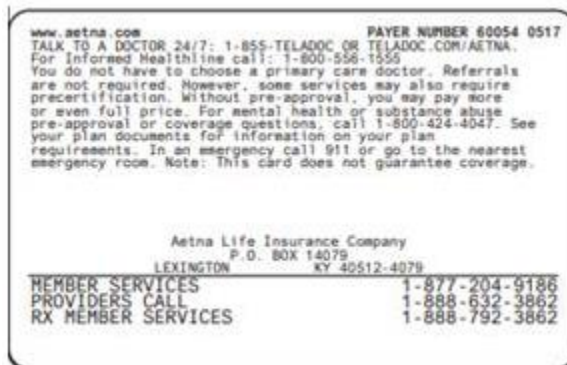 www.aetna.com PAYER NUMBER 60054 0517
TALK TO A DOCTOR 24/7: 1-855-TELADOC OR TELADOC.COM/AETNA.
For Informed Healthline call: 1-800-556-1555
You do not have to choose a primary care doctor. Referrals
are not required. However, some services may also require
precertification. Without pre-approval, you may pay more
or even full price. For mental health or substance abuse
pre-approval or coverage questions, call 1-800-424-4047. See
your plan documents for information on your plan
requirements. In an emergency call 911 or go to the nearest
emergency room. Note: This card does not guarantee coverage.
Aetna Life Insurance Company
P.O. BOX 14079
LEXINGTON KY 40512-4079
MEMBER SERVICES 1-877-204-9186
PROVIDERS CALL 1-888-632-3862
RX MEMBER SERVICES 1-888-792-3862